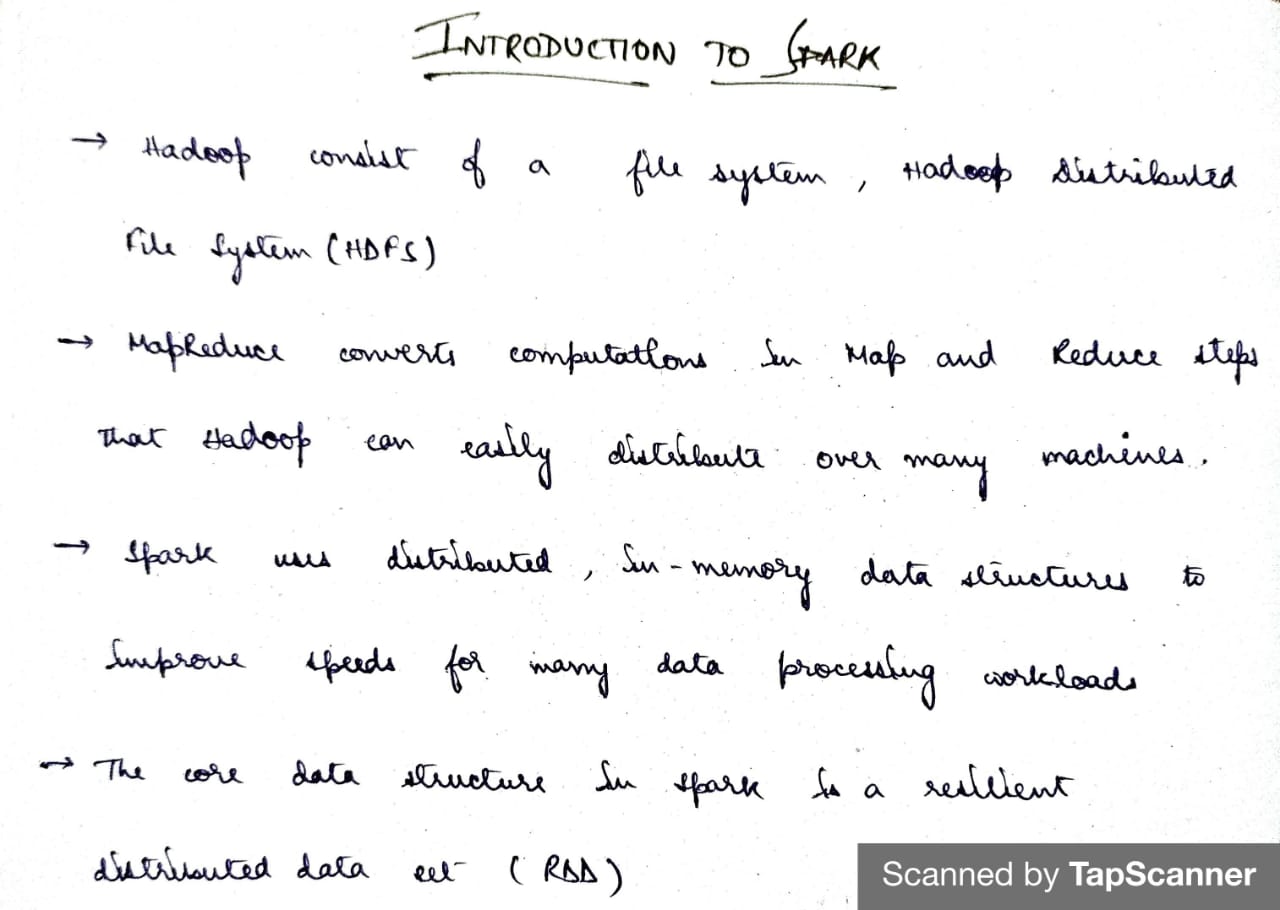 INTRODUCTION TO SPARK
→ Hadoop consist of a file system, Hadoop Distributed
File System (HDFS)
→ MapReduce converts computations in Map and Reduce steps
that Hadoop can easily distribute over many machines.
→ Spark uses distributed, in-memory data structures to
improve speeds for many data processing workloads
→ The core data structure in spark is a resilient
distributed data set (RDD)
Scanned by TapScanner